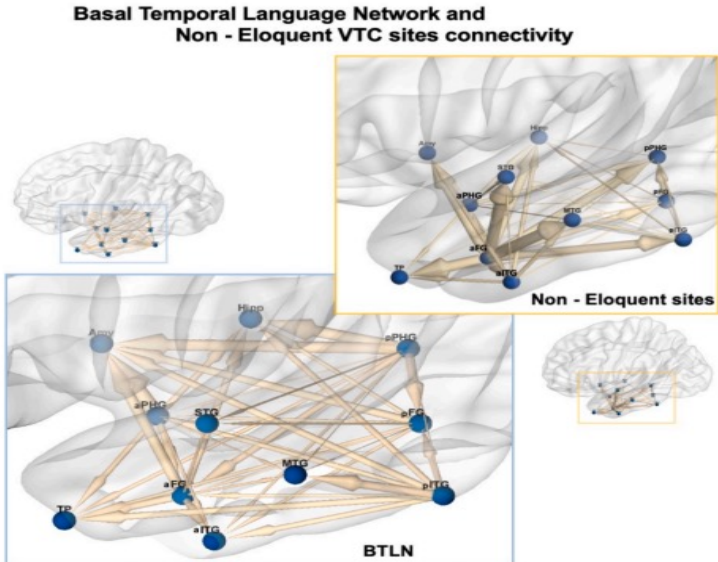 Basal Temporal Language Network and
Non - Eloquent VTC sites connectivity
Amy
Hipp
pPHG
STG
aPHG
pFG
MTG
pITG
aFG
TP
aITG
Non - Eloquent sites
Hipp
Amy
pPHG
aPHG
STG
pFG
MTG
aFG
pITG
TP
aITG
BTLN